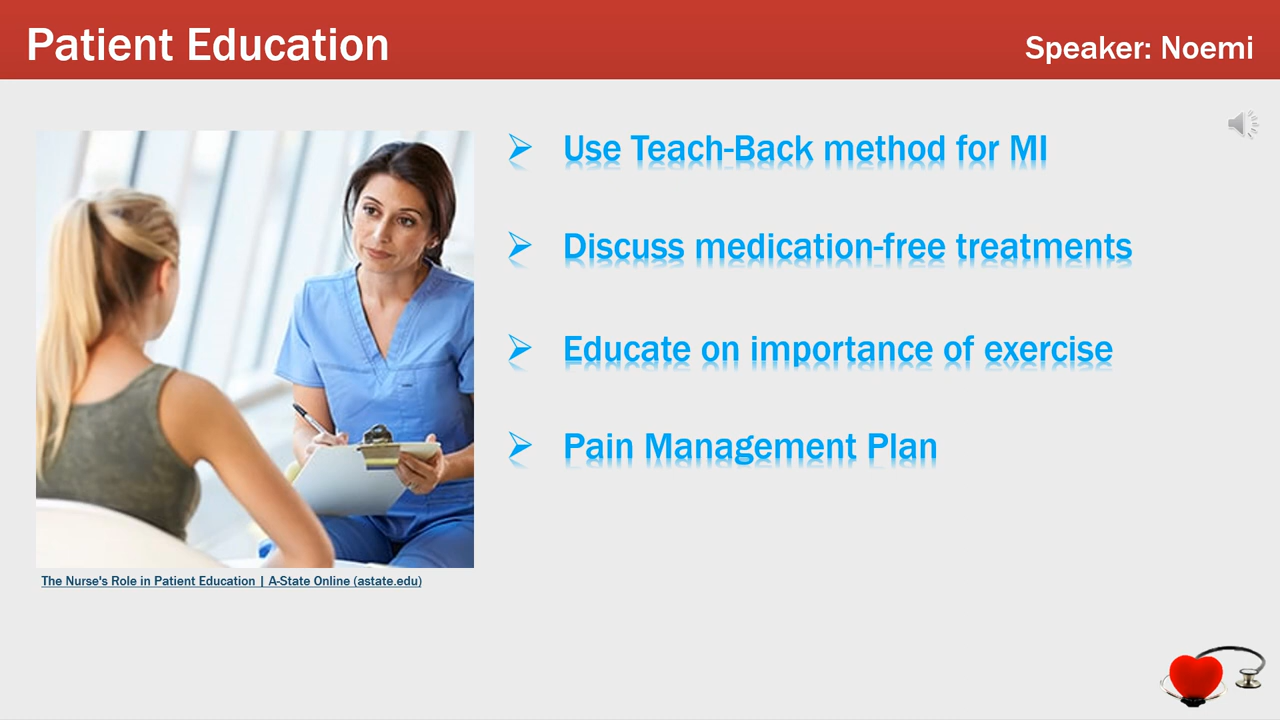 Patient Education
Speaker: Noemi
Use Teach-Back method for MI
Discuss medication-free treatments
Educate on importance of exercise
Pain Management Plan
The Nurse's Role in Patient Education | A-State Online (astate.edu)